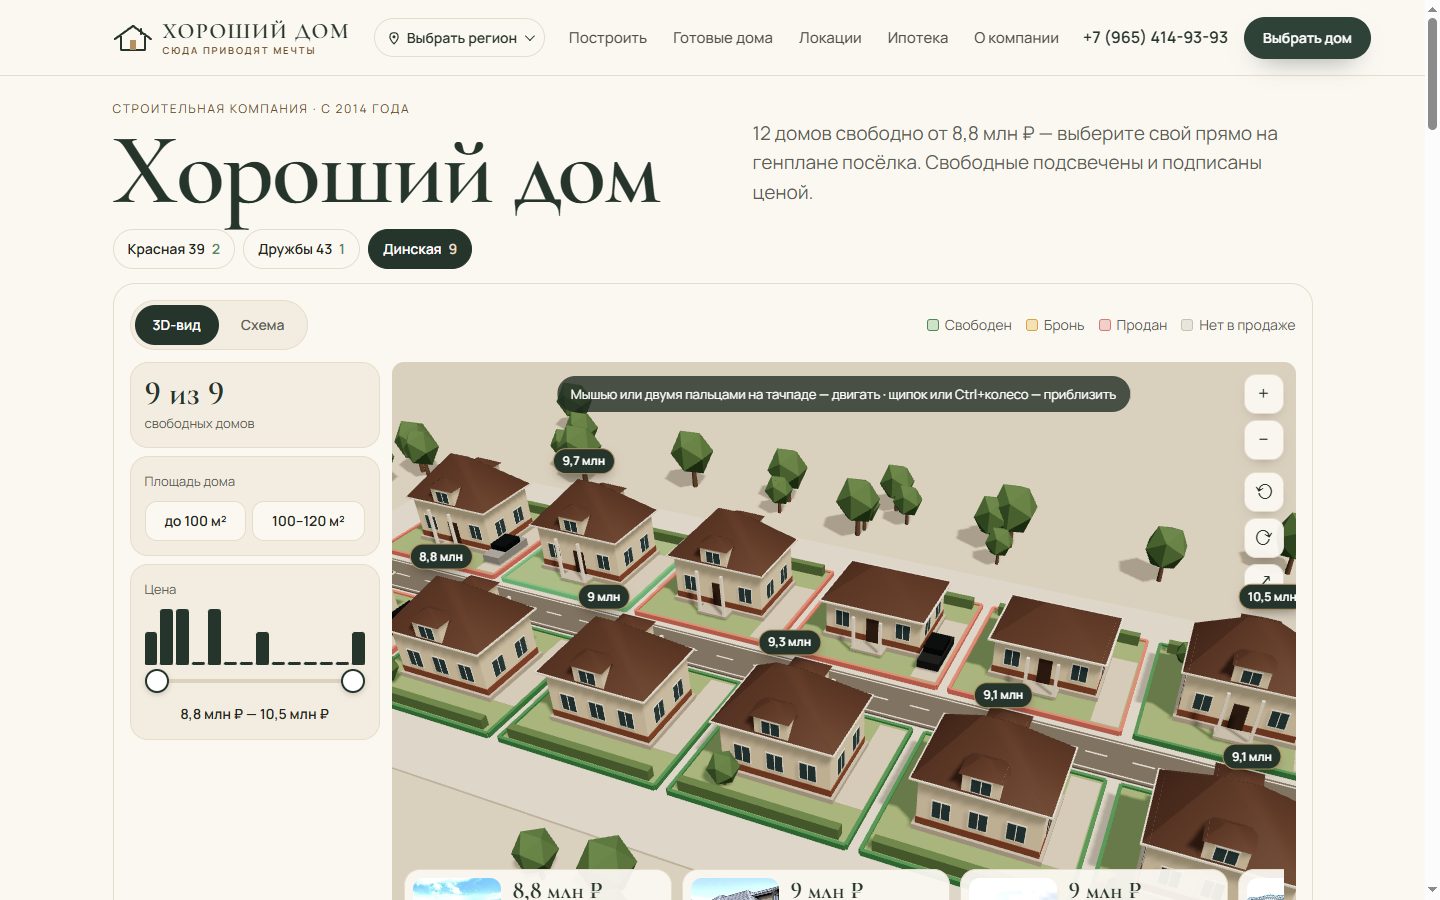 ХОРОШИЙ ДОМ
СЮДА ПРИВОДЯТ МЕЧТЫ
Выбрать регион
Построить
Готовые дома
Локации
Ипотека
О компании
+7 (965) 414-93-93
Выбрать дом
СТРОИТЕЛЬНАЯ КОМПАНИЯ · С 2014 ГОДА
Хороший дом
12 домов свободно от 8,8 млн ₽ — выберите свой прямо на
генплане посёлка. Свободные подсвечены и подписаны
ценой.
Красная 39 2
Дружбы 43 1
Динская 9
3D-вид
Схема
Свободен
Бронь
Продан
Нет в продаже
9 из 9
свободных домов
Площадь дома
до 100 м²
100–120 м²
Цена
8,8 млн ₽ — 10,5 млн ₽
Мышью или двумя пальцами на тачпаде — двигать · щипок или Ctrl+колесо — приблизить
+
−
9,7 млн
8,8 млн
9 млн
10,5 млн
9,3 млн
9,1 млн
9,1 млн
8,8 млн ₽
9 млн ₽
9 млн ₽